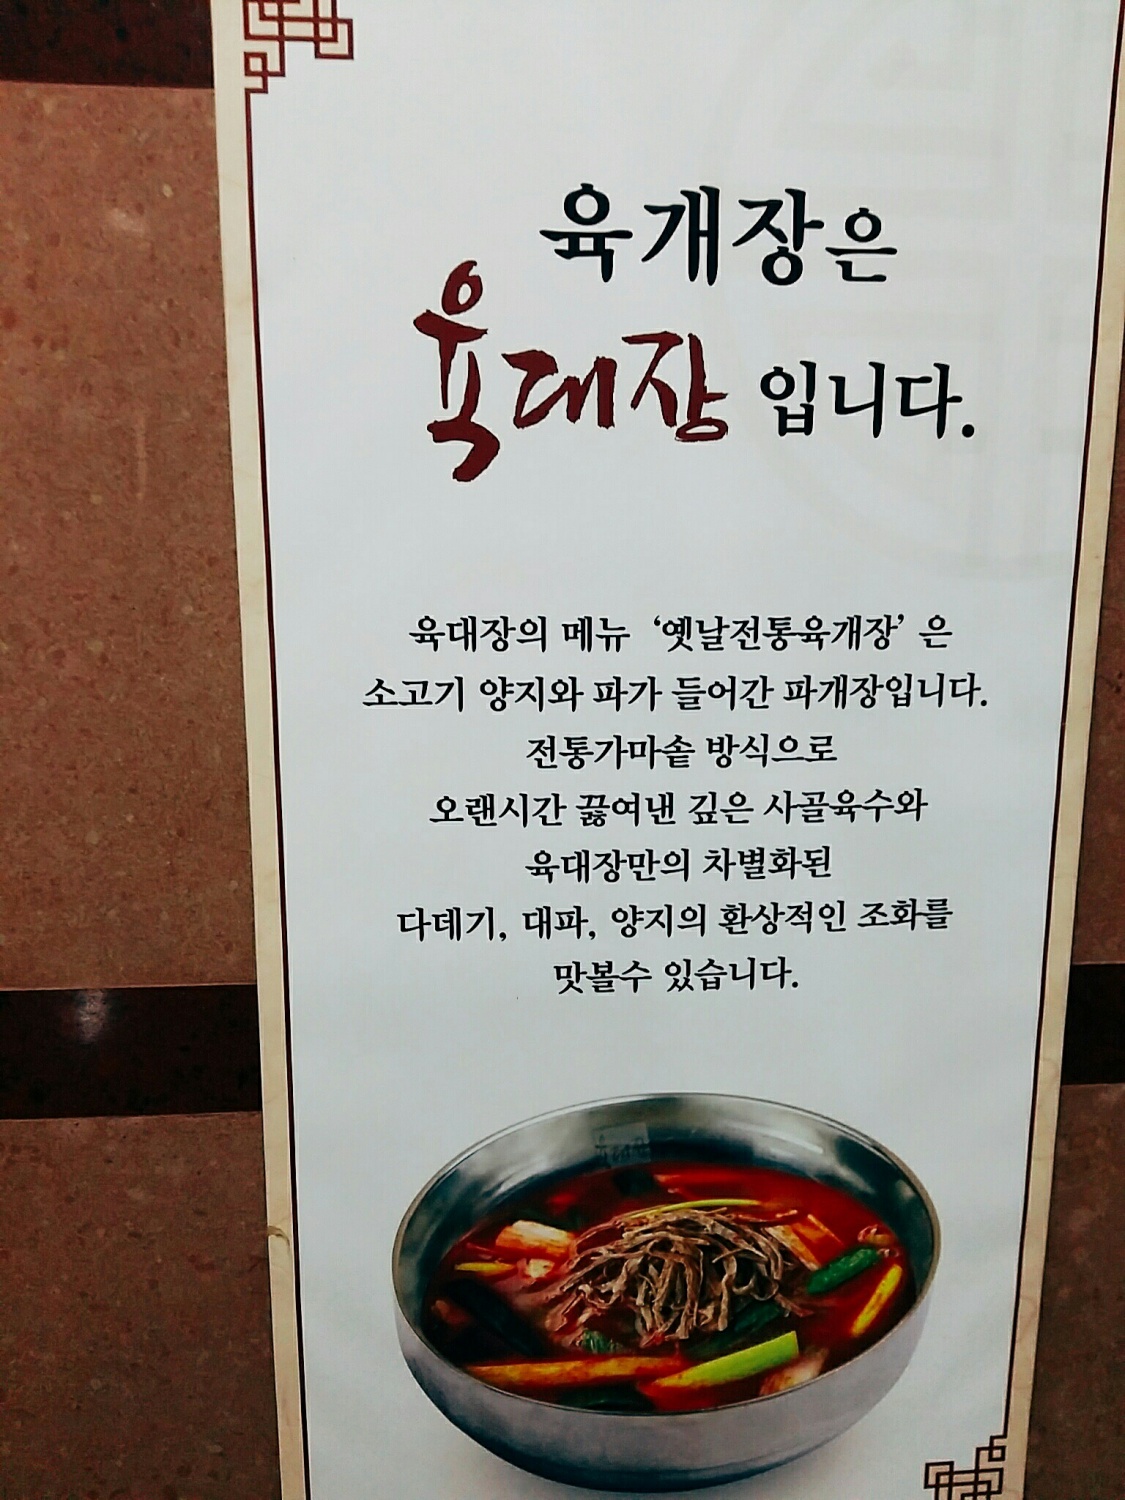 육개장은
육대장 입니다.
육대장의 메뉴 ‘옛날전통육개장’ 은
소고기 양지와 파가 들어간 파개장입니다.
전통가마솥 방식으로
오랜시간 끓여낸 깊은 사골육수와
육대장만의 차별화된
다데기, 대파, 양지의 환상적인 조화를
맛볼수 있습니다.
육대장